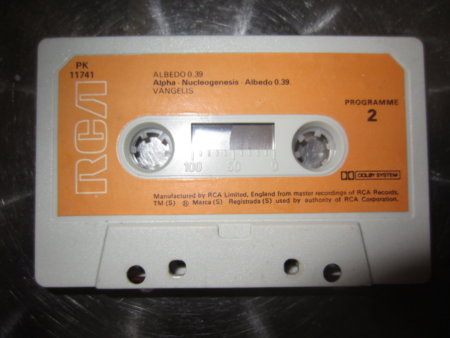 PK
11741
ALBEDO 0.39
Alpha · Nucleogenesis · Albedo 0.39.
VANGELIS
PROGRAMME
2
RCA
100 50 0
DOLBY SYSTEM
Manufactured by RCA Limited, England from master recordings of RCA Records.
TM (S) ® Marca (S) Registrada (S) used by authority of RCA Corporation.